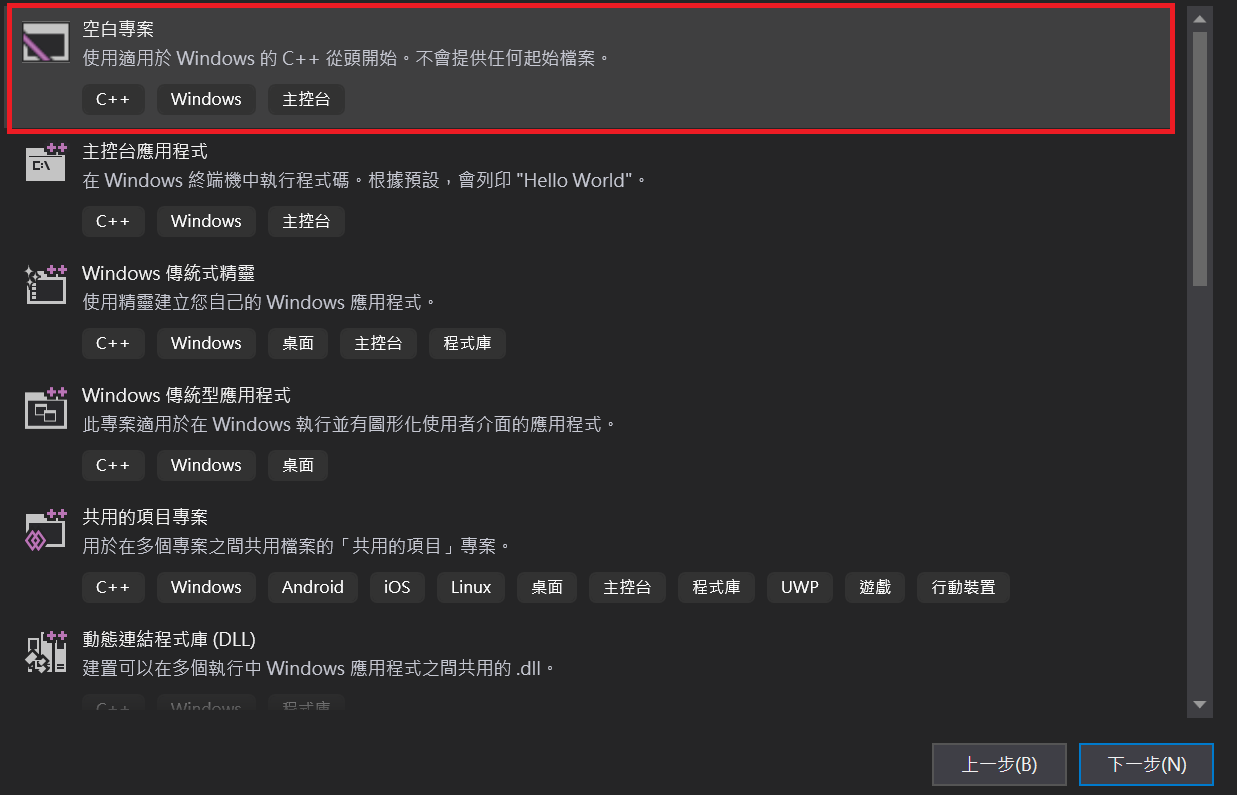 空白專案
使用適用於 Windows 的 C++ 從頭開始。不會提供任何起始檔案。
C++ Windows 主控台
C:\
主控台應用程式
在 Windows 終端機中執行程式碼。根據預設，會列印 "Hello World"。
C++ Windows 主控台
Windows 傳統式精靈
使用精靈建立您自己的 Windows 應用程式。
C++ Windows 桌面 主控台 程式庫
Windows 傳統型應用程式
此專案適用於在 Windows 執行並有圖形化使用者介面的應用程式。
C++ Windows 桌面
共用的項目專案
用於在多個專案之間共用檔案的「共用的項目」專案。
C++ Windows Android iOS Linux 桌面 主控台 程式庫 UWP 遊戲 行動裝置
動態連結程式庫 (DLL)
建置可以在多個執行中 Windows 應用程式之間共用的 .dll。
C++ Windows 程式庫
上一步(B) 下一步(N)